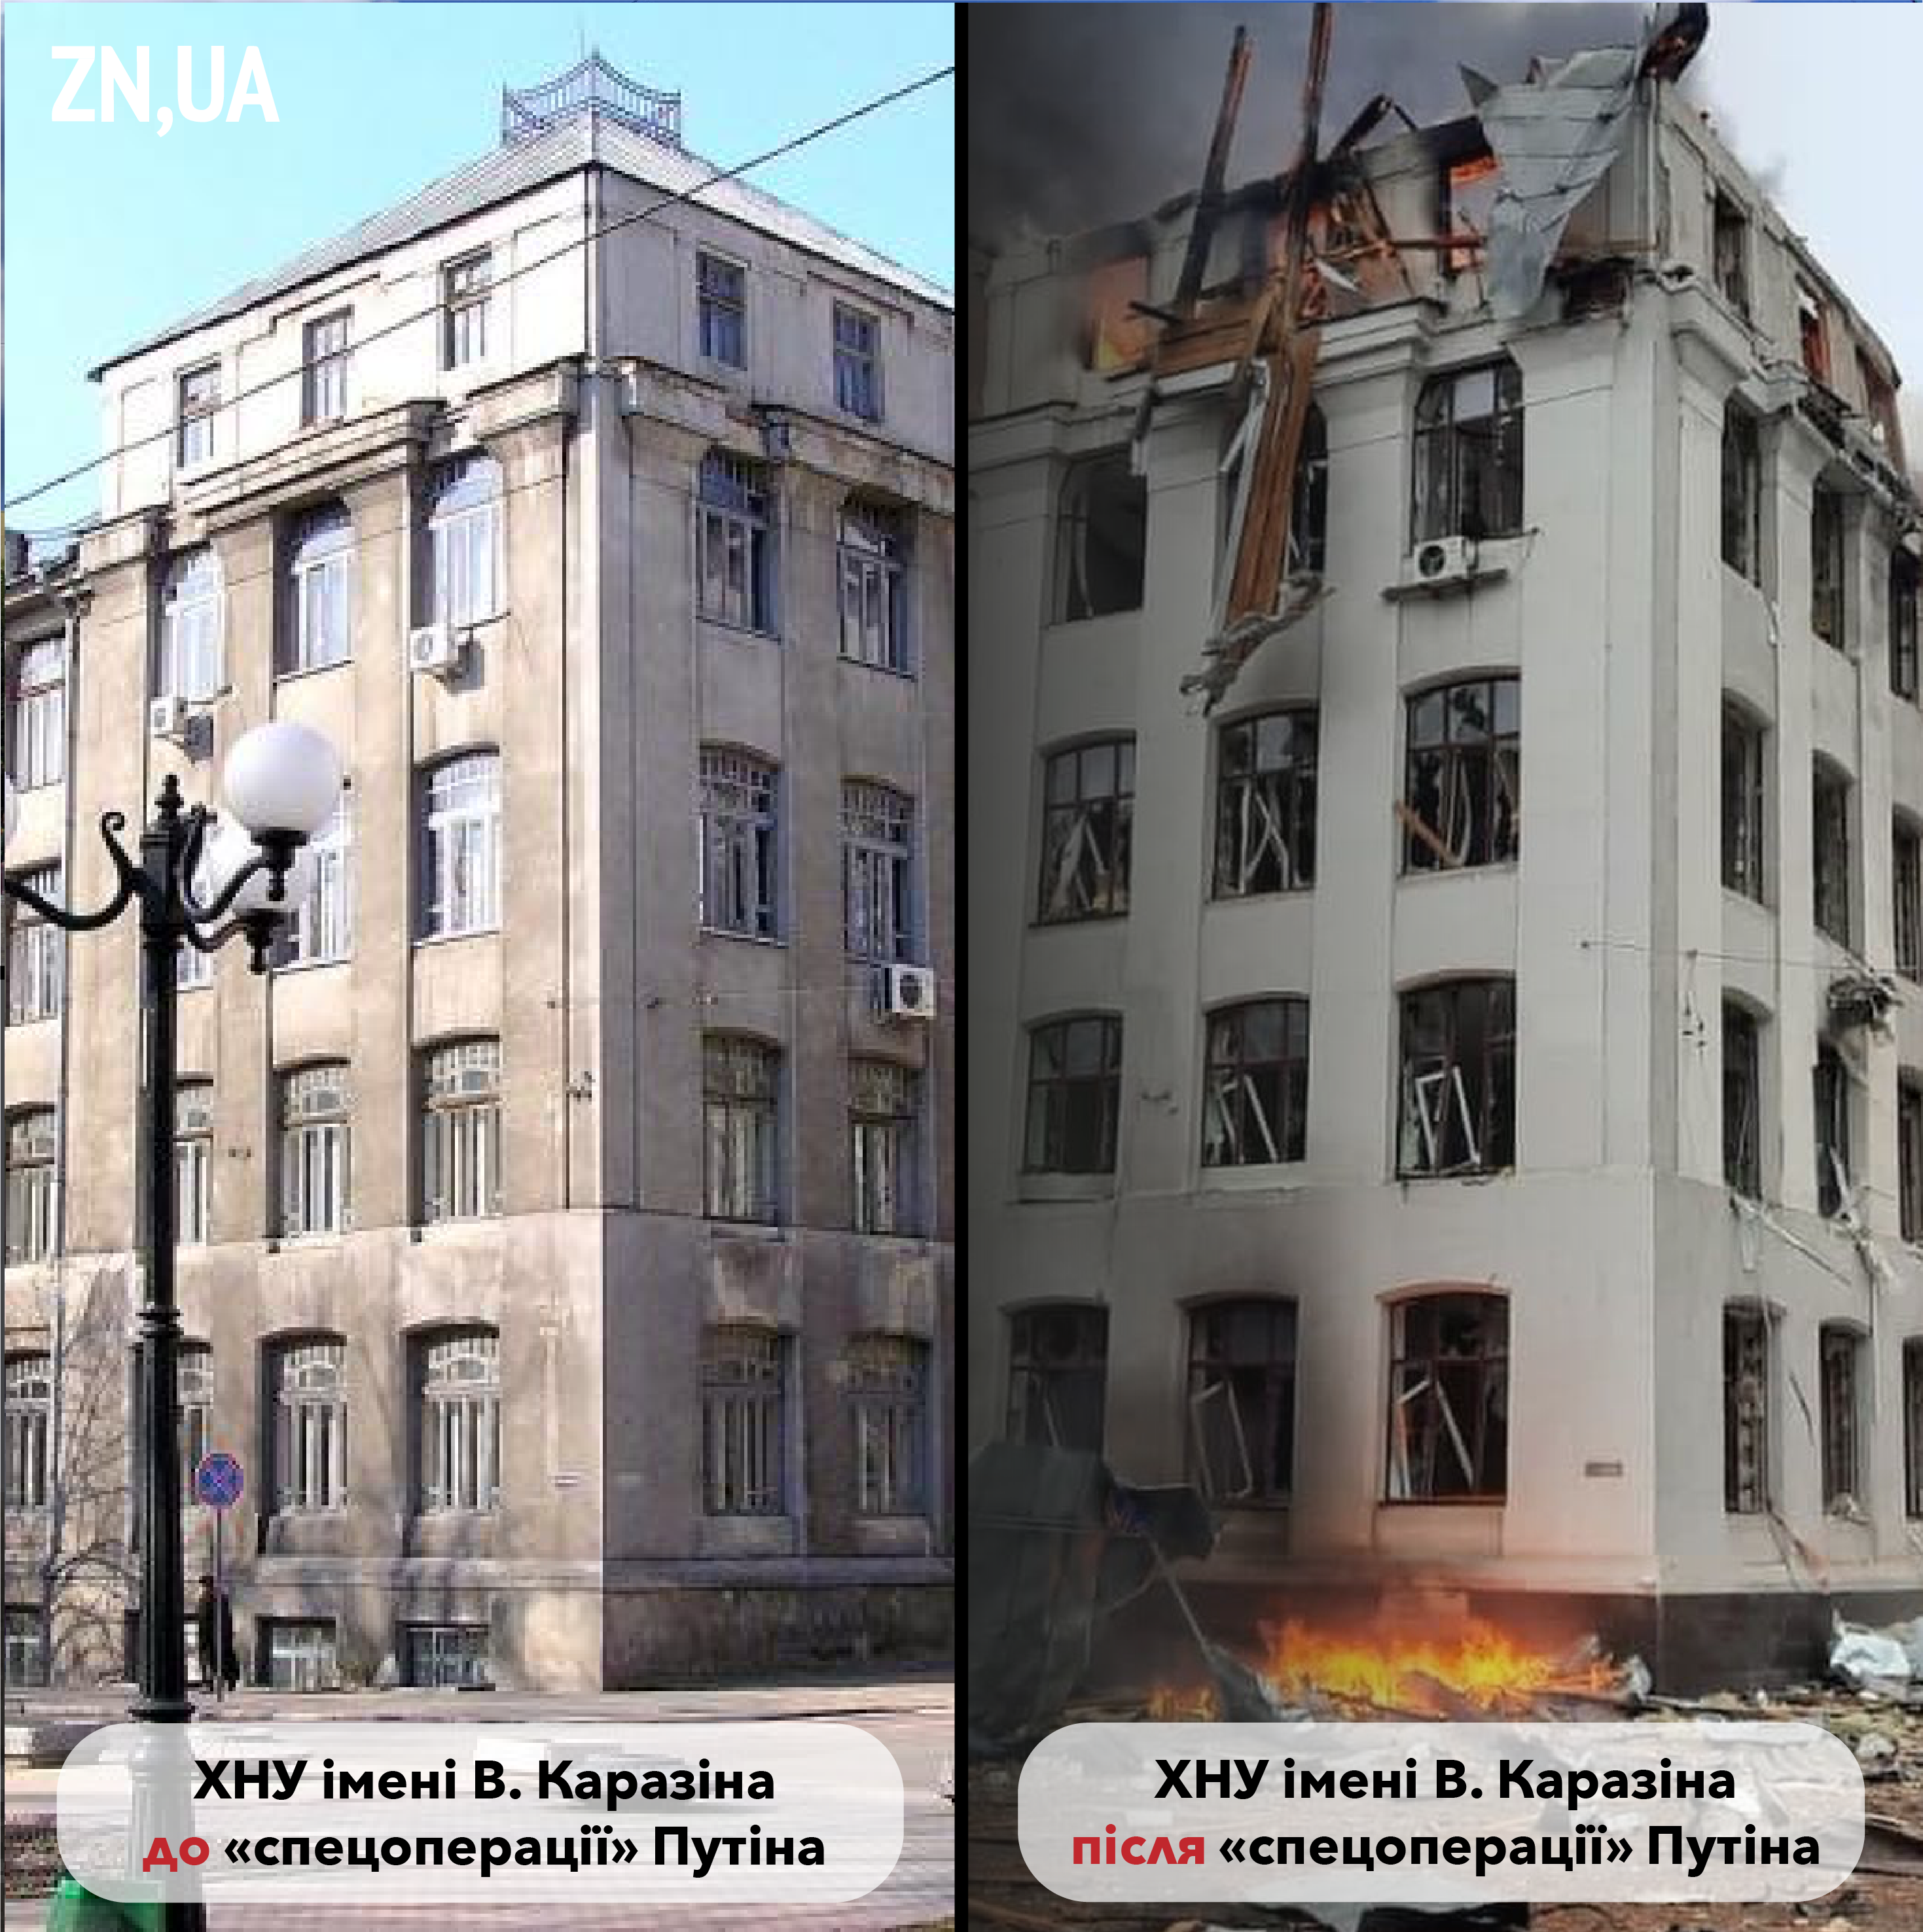 ZN,UA
ХНУ імені В. Каразіна
до «спецоперації» Путіна
ХНУ імені В. Каразіна
після «спецоперації» Путіна